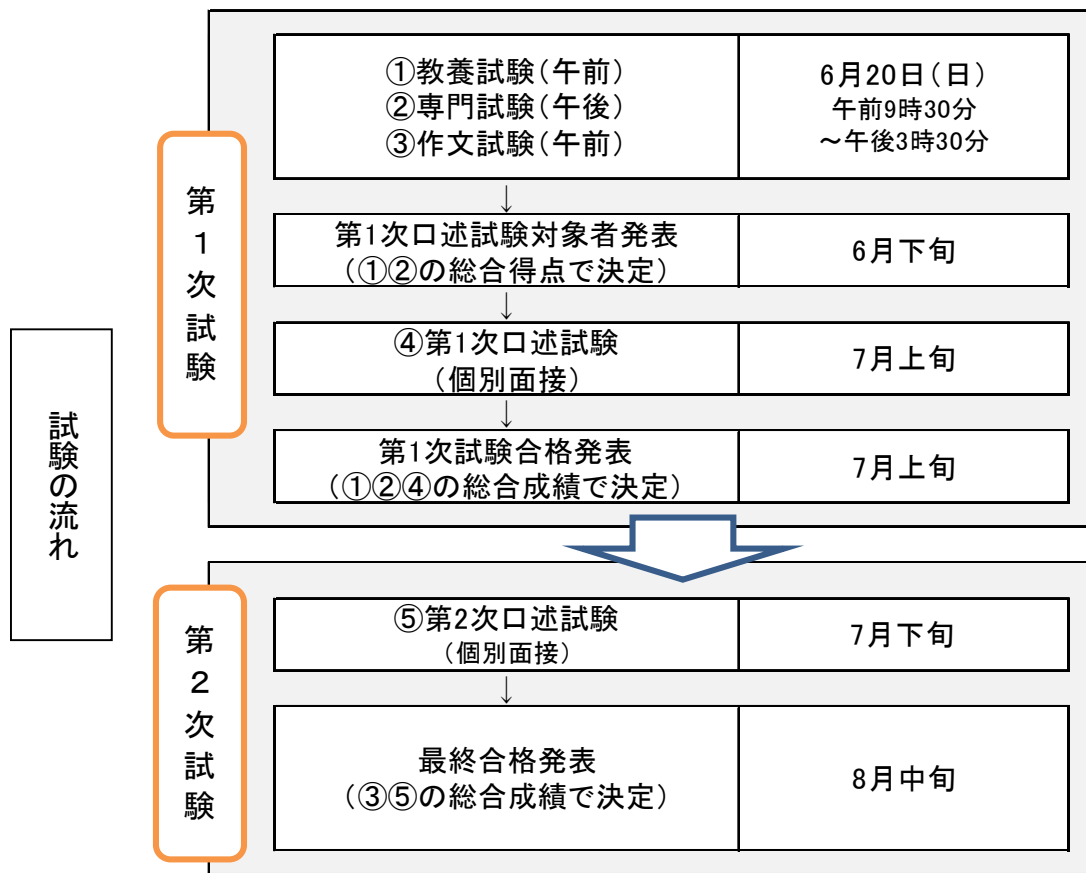 試験の流れ
第1次試験
①教養試験(午前)
②専門試験(午後)
③作文試験(午前)
6月20日(日)
午前9時30分
~午後3時30分
↓
第1次口述試験対象者発表
(①②の総合得点で決定)
6月下旬
↓
④第1次口述試験
(個別面接)
7月上旬
↓
第1次試験合格発表
(①②④の総合成績で決定)
7月上旬
第2次試験
⑤第2次口述試験
(個別面接)
7月下旬
↓
最終合格発表
(③⑤の総合成績で決定)
8月中旬